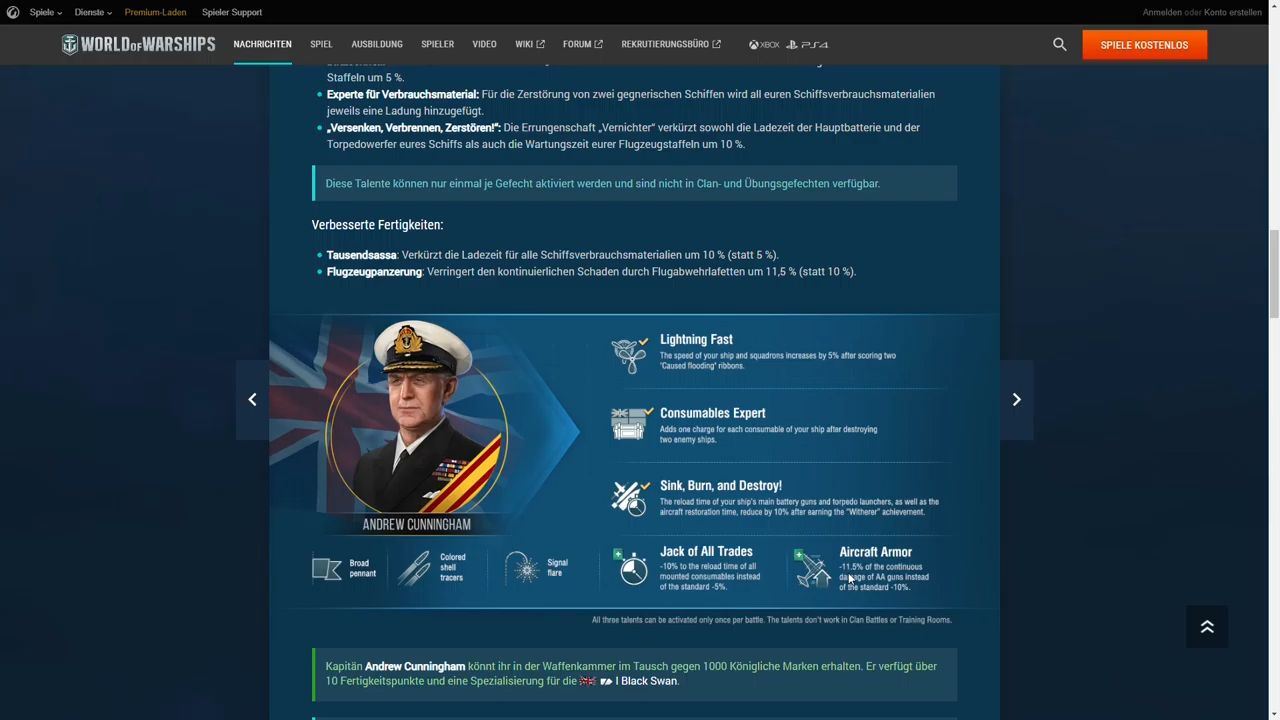 Spiele Dienste Premium-Laden Spieler Support Anmelden oder Konto erstellen
WORLD OF WARSHIPS NACHRICHTEN SPIEL AUSBILDUNG SPIELER VIDEO WIKI FORUM REKRUTIERUNGSBÜRO XBOX PS4 SPIELE KOSTENLOS
Staffeln um 5 %.
Experte für Verbrauchsmaterial: Für die Zerstörung von zwei gegnerischen Schiffen wird all euren Schiffsverbrauchsmaterialien
jeweils eine Ladung hinzugefügt.
„Versenken, Verbrennen, Zerstören!“: Die Errungenschaft „Vernichter“ verkürzt sowohl die Ladezeit der Hauptbatterie und der
Torpedowerfer eures Schiffs als auch die Wartungszeit eurer Flugzeugstaffeln um 10 %.
Diese Talente können nur einmal je Gefecht aktiviert werden und sind nicht in Clan- und Übungsgefechten verfügbar.
Verbesserte Fertigkeiten:
Tausendsassa: Verkürzt die Ladezeit für alle Schiffsverbrauchsmaterialien um 10 % (statt 5 %).
Flugzeugpanzerung: Verringert den kontinuierlichen Schaden durch Flugabwehrlafetten um 11,5 % (statt 10 %).
Lightning Fast
The speed of your ship and squadrons increases by 5% after scoring two
"Caused flooding" ribbons.
Consumables Expert
Adds one charge for each consumable of your ship after destroying
two enemy ships.
Sink, Burn, and Destroy!
The reload time of your ship's main battery guns and torpedo launchers, as well as the
aircraft restoration time, reduce by 10% after earning the "Witherer" achievement.
ANDREW CUNNINGHAM
Broad
pennant
Colored
shell
tracers
Signal
flare
Jack of All Trades
-10% to the reload time of all
mounted consumables instead
of the standard -5%.
Aircraft Armor
-11.5% of the continuous
damage of AA guns instead
of the standard -10%.
All three talents can be activated only once per battle. The talents don't work in Clan Battles or Training Rooms.
Kapitän Andrew Cunningham könnt ihr in der Waffenkammer im Tausch gegen 1000 Königliche Marken erhalten. Er verfügt über
10 Fertigkeitspunkte und eine Spezialisierung für die I Black Swan.